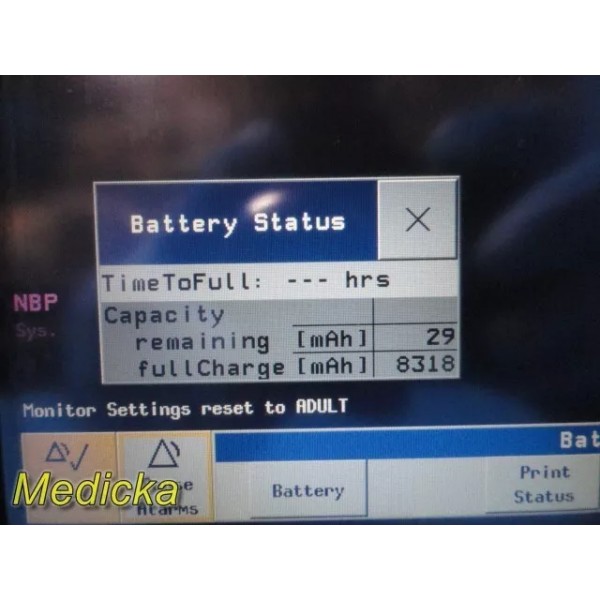 Battery Status
TimeToFull: --- hrs
Capacity
remaining [mAh] 29
fullCharge [mAh] 8318
NBP
Sys.
Monitor Settings reset to ADULT
Bat
Medicka
Alarms
Battery
Print
Status